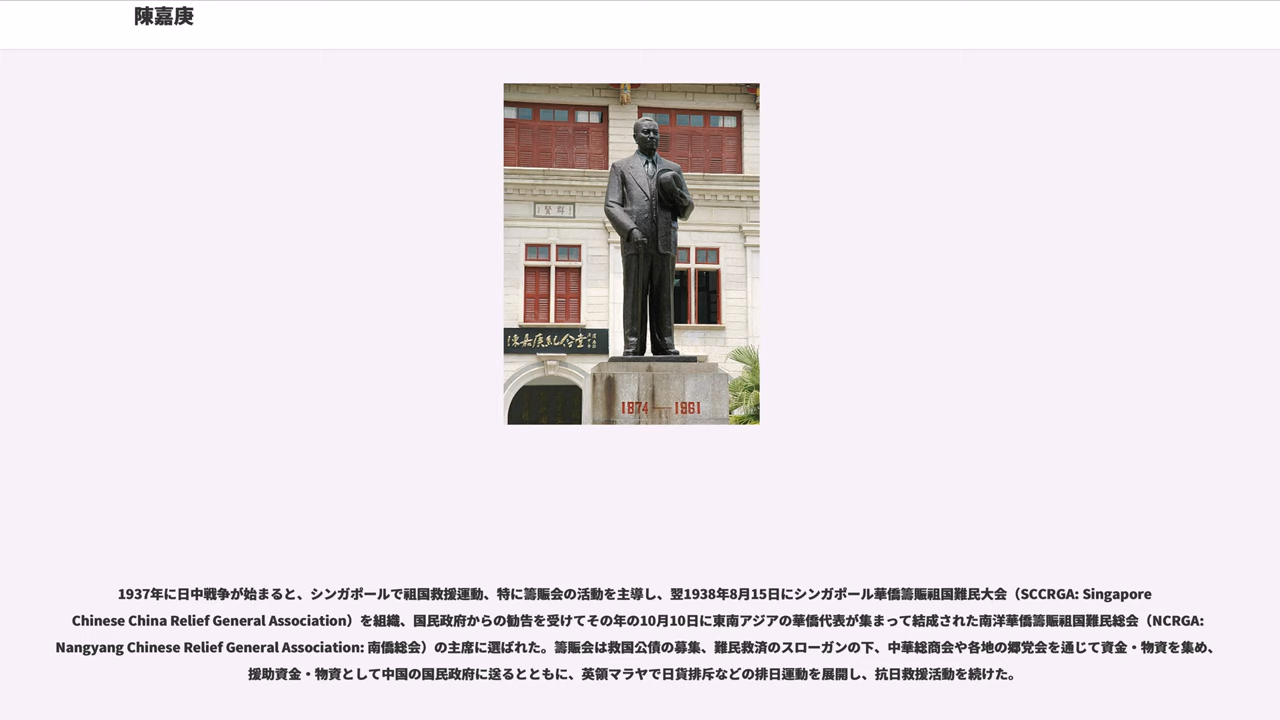 陳嘉庚
群賢
陳嘉庚紀念堂
1874 — 1961
1937年に日中戦争が始まると、シンガポールで祖国救援運動、特に籌賑会の活動を主導し、翌1938年8月15日にシンガポール華僑籌賑祖国難民大会（SCCRGA: Singapore
Chinese China Relief General Association）を組織、国民政府からの勧告を受けてその年の10月10日に東南アジアの華僑代表が集まって結成された南洋華僑籌賑祖国難民総会（NCRGA:
Nangyang Chinese Relief General Association: 南僑総会）の主席に選ばれた。籌賑会は救国公債の募集、難民救済のスローガンの下、中華総商会や各地の郷党会を通じて資金・物資を集め、
援助資金・物資として中国の国民政府に送るとともに、英領マラヤで日貨排斥などの排日運動を展開し、抗日救援活動を続けた。